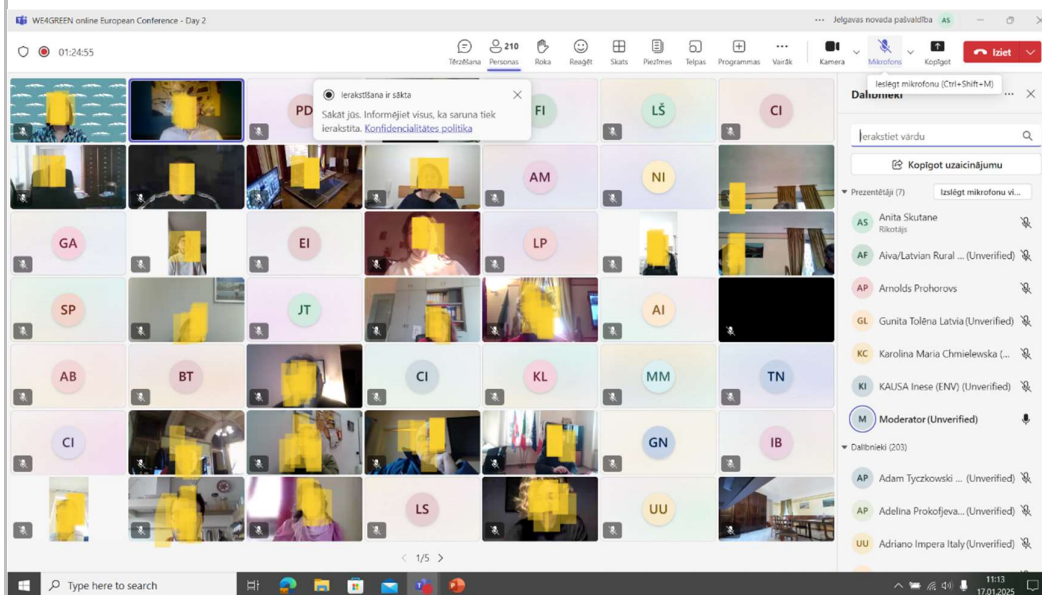 WE4GREEN online European Conference - Day 2
Jelgavas novada pašvaldība AS
01:24:55
Tērzēšana
210
Personas
Roka
Reaģēt
Skats
Piezīmes
Telpas
Programmas
Vairāk
Kamera
Mikrofons
Kopīgot
Iziet
Ieslēgt mikrofonu (Ctrl+Shift+M)
Ierakstīšana ir sākta
Sākāt jūs. Informējiet visus, ka saruna tiek
ierakstīta. Konfidencialitātes politika
PD
FI
LŠ
CI
AM
NI
GA
EI
LP
SP
JT
AI
AB
BT
CI
KL
MM
TN
CI
GN
IB
LS
UU
1/5
Dalībnieki
Ierakstiet vārdu
Kopīgot uzaicinājumu
Prezentētāji (7)
Izslēgt mikrofonu vi...
AS Anita Skutane
Rīkotājs
AF Aiva/Latvian Rural ... (Unverified)
AP Arnolds Prohorovs
GL Gunita Tolēna Latvia (Unverified)
KC Karolina Maria Chmielewska (...
KI KAUSA Inese (ENV) (Unverified)
M Moderator (Unverified)
Dalībnieki (203)
AP Adam Tyczkowski ... (Unverified)
AP Adelina Prokofjeva... (Unverified)
UU Adriano Impera Italy (Unverified)
Type here to search
11:13
17.01.2025